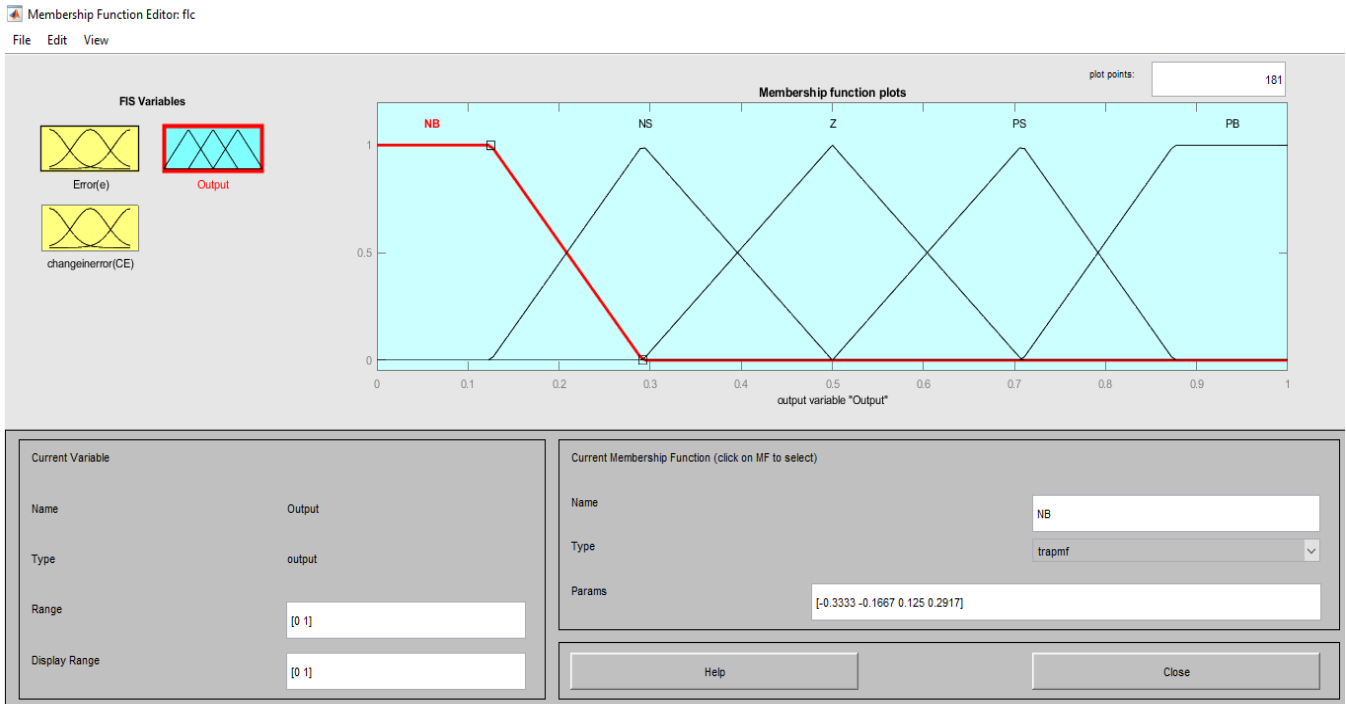 Membership Function Editor: flc
File Edit View
FIS Variables
Error(e)
Output
changeinerror(CE)
plot points:
181
Membership function plots
NB NS Z PS PB
1
0.5
0
0 0.1 0.2 0.3 0.4 0.5 0.6 0.7 0.8 0.9 1
output variable "Output"
Current Variable
Name Output
Type output
Range [0 1]
Display Range [0 1]
Current Membership Function (click on MF to select)
Name NB
Type trapmf
Params [-0.3333 -0.1667 0.125 0.2917]
Help Close